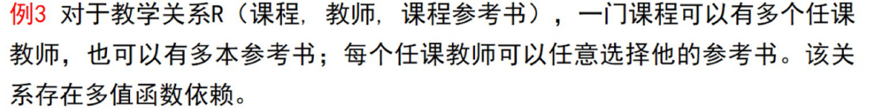 例3 对于教学关系R（课程, 教师, 课程参考书），一门课程可以有多个任课
教师，也可以有多本参考书；每个任课教师可以任意选择他的参考书。该关
系存在多值函数依赖。